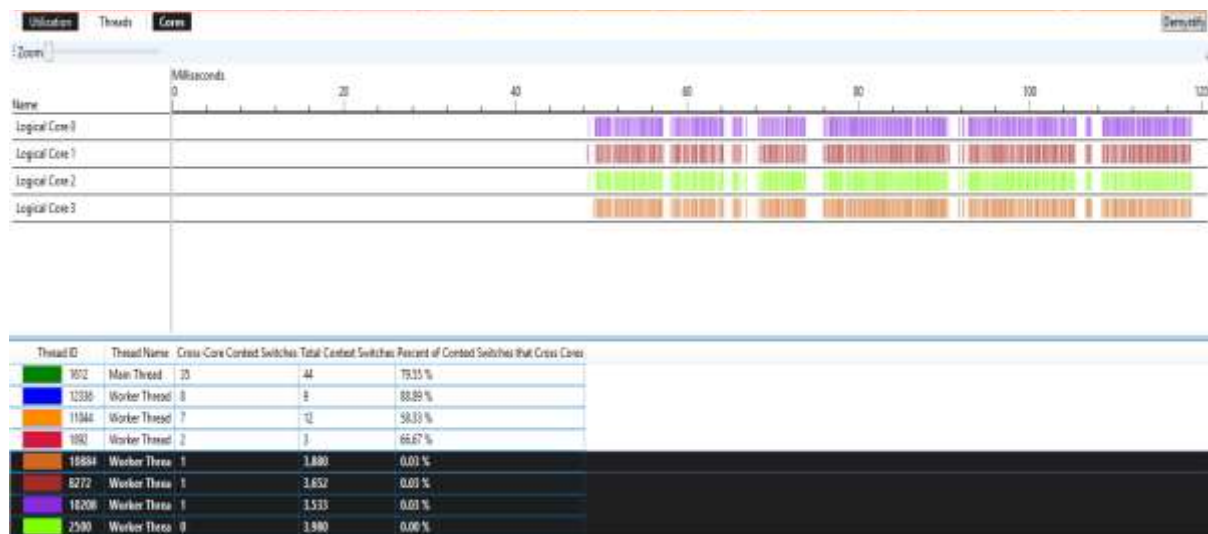 Utilization Threads Cores Demystify
Zoom
Milliseconds
0 20 40 60 80 100 120
Name
Logical Core 0
Logical Core 1
Logical Core 2
Logical Core 3
Thread ID Thread Name Cross-Core Context Switches Total Context Switches Percent of Context Switches that Cross Cores
1612 Main Thread 35 44 79.55 %
12336 Worker Thread 8 9 88.89 %
11044 Worker Thread 7 12 58.33 %
1892 Worker Thread 2 3 66.67 %
10884 Worker Threa 1 3,880 0.03 %
8272 Worker Threa 1 3,652 0.03 %
10208 Worker Threa 1 3,533 0.03 %
2500 Worker Threa 0 3,980 0.00 %